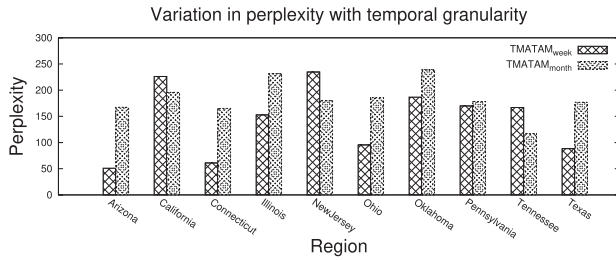 Variation in perplexity with temporal granularity
300
250
200
150
100
50
0
Perplexity
TMATAMweek
TMATAMmonth
Arizona
California
Connecticut
Illinois
NewJersey
Ohio
Oklahoma
Pennsylvania
Tennessee
Texas
Region